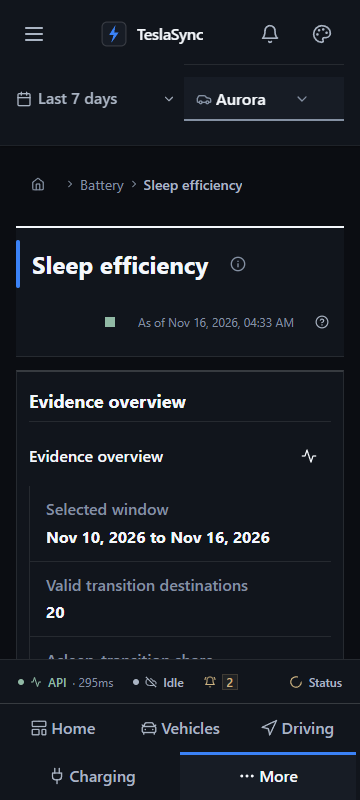 TeslaSync
Last 7 days
Aurora
Battery
Sleep efficiency
Sleep efficiency
As of Nov 16, 2026, 04:33 AM
Evidence overview
Evidence overview
Selected window
Nov 10, 2026 to Nov 16, 2026
Valid transition destinations
20
API · 295ms
Idle
2
Status
Home
Vehicles
Driving
Charging
More